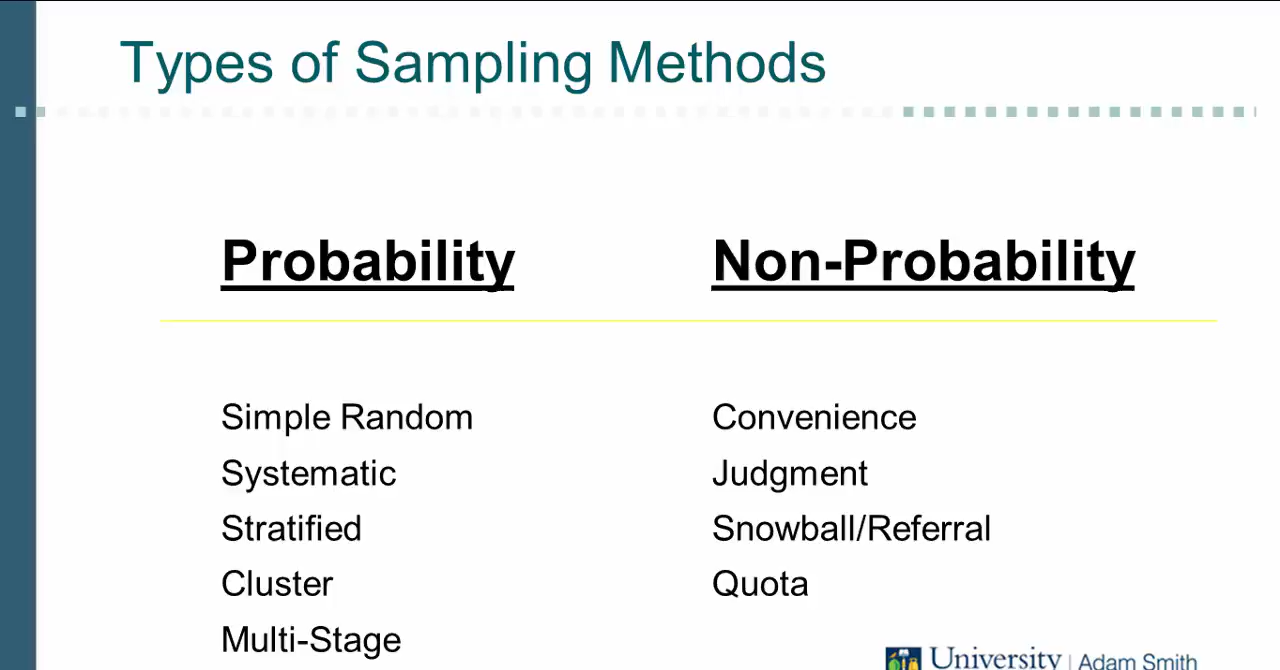 Types of Sampling Methods
Probability
Non-Probability
Simple Random
Convenience
Systematic
Judgment
Stratified
Snowball/Referral
Cluster
Quota
Multi-Stage
University | Adam Smith